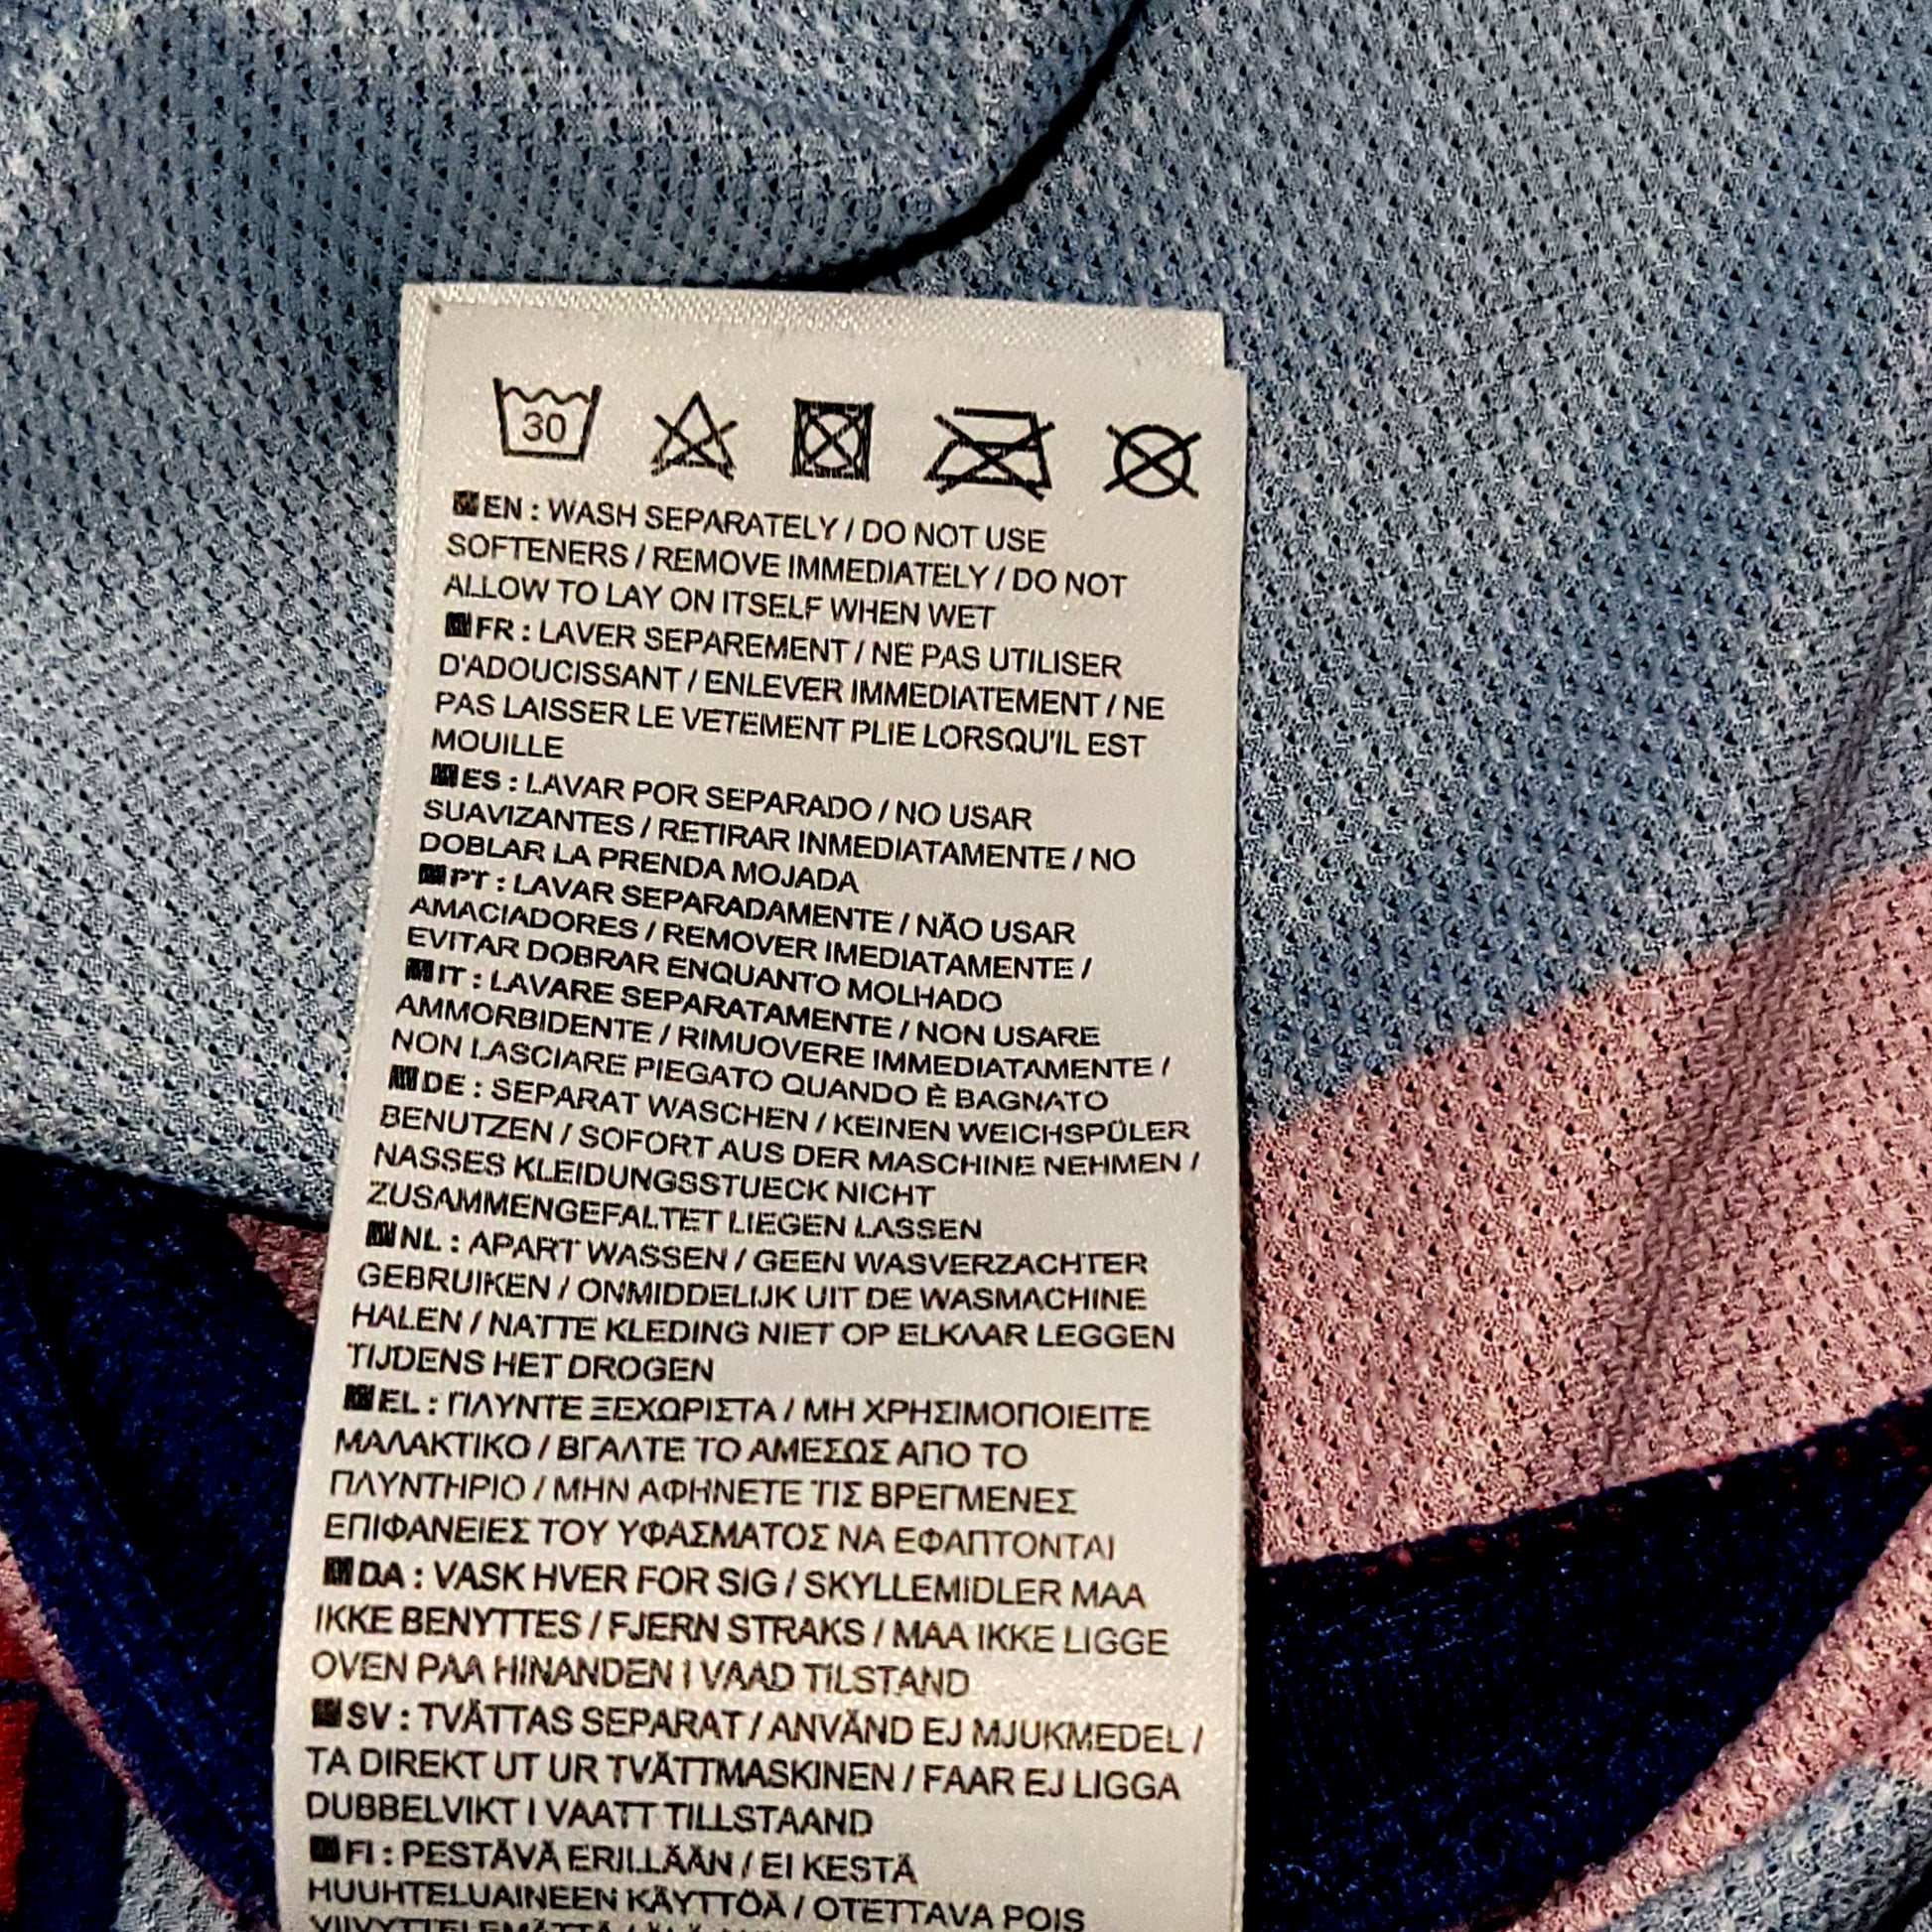 30
EN : WASH SEPARATELY / DO NOT USE
SOFTENERS / REMOVE IMMEDIATELY / DO NOT
ALLOW TO LAY ON ITSELF WHEN WET
FR : LAVER SEPAREMENT / NE PAS UTILISER
D'ADOUCISSANT / ENLEVER IMMEDIATEMENT / NE
PAS LAISSER LE VETEMENT PLIE LORSQU'IL EST
MOUILLE
ES : LAVAR POR SEPARADO / NO USAR
SUAVIZANTES / RETIRAR INMEDIATAMENTE / NO
DOBLAR LA PRENDA MOJADA
PT : LAVAR SEPARADAMENTE / NÃO USAR
AMACIADORES / REMOVER IMEDIATAMENTE /
EVITAR DOBRAR ENQUANTO MOLHADO
IT : LAVARE SEPARATAMENTE / NON USARE
AMMORBIDENTE / RIMUOVERE IMMEDIATAMENTE /
NON LASCIARE PIEGATO QUANDO È BAGNATO
DE : SEPARAT WASCHEN / KEINEN WEICHSPÜLER
BENUTZEN / SOFORT AUS DER MASCHINE NEHMEN /
NASSES KLEIDUNGSSTUECK NICHT
ZUSAMMENGEFALTET LIEGEN LASSEN
NL : APART WASSEN / GEEN WASVERZACHTER
GEBRUIKEN / ONMIDDELIJK UIT DE WASMACHINE
HALEN / NATTE KLEDING NIET OP ELKAAR LEGGEN
TIJDENS HET DROGEN
EL : ΠΛΥΝΤΕ ΞΕΧΩΡΙΣΤΑ / ΜΗ ΧΡΗΣΙΜΟΠΟΙΕΙΤΕ
ΜΑΛΑΚΤΙΚΟ / ΒΓΑΛΤΕ ΤΟ ΑΜΕΣΩΣ ΑΠΟ ΤΟ
ΠΛΥΝΤΗΡΙΟ / ΜΗΝ ΑΦΗΝΕΤΕ ΤΙΣ ΒΡΕΓΜΕΝΕΣ
ΕΠΙΦΑΝΕΙΕΣ ΤΟΥ ΥΦΑΣΜΑΤΟΣ ΝΑ ΕΦΑΠΤΟΝΤΑΙ
DA : VASK HVER FOR SIG / SKYLLEMIDLER MAA
IKKE BENYTTES / FJERN STRAKS / MAA IKKE LIGGE
OVEN PAA HINANDEN I VAAD TILSTAND
SV : TVÄTTAS SEPARAT / ANVÄND EJ MJUKMEDEL /
TA DIREKT UT UR TVÄTTMASKINEN / FAAR EJ LIGGA
DUBBELVIKT I VAATT TILLSTAAND
FI : PESTÄVÄ ERILLÄÄN / EI KESTÄ
HUUHTELUAINEEN KÄYTTÖÄ / OTETTAVA POIS